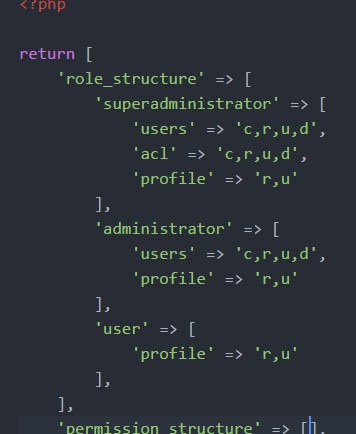 <?php
return [
'role_structure' => [
'superadministrator' => [
'users' => 'c,r,u,d',
'acl' => 'c,r,u,d',
'profile' => 'r,u'
],
'administrator' => [
'users' => 'c,r,u,d',
'profile' => 'r,u'
],
'user' => [
'profile' => 'r,u'
],
],
'permission_structure' => [],